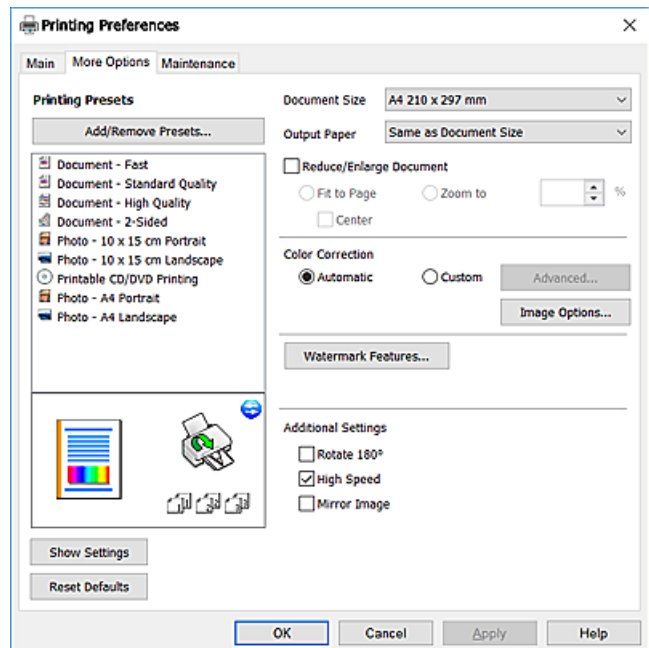 Printing Preferences
Main
More Options
Maintenance
Printing Presets
Add/Remove Presets...
Document - Fast
Document - Standard Quality
Document - High Quality
Document - 2-Sided
Photo - 10 x 15 cm Portrait
Photo - 10 x 15 cm Landscape
Printable CD/DVD Printing
Photo - A4 Portrait
Photo - A4 Landscape
Show Settings
Reset Defaults
Document Size
A4 210 x 297 mm
Output Paper
Same as Document Size
Reduce/Enlarge Document
Fit to Page
Zoom to
%
Center
Color Correction
Automatic
Custom
Advanced...
Image Options...
Watermark Features...
Additional Settings
Rotate 180°
High Speed
Mirror Image
OK
Cancel
Apply
Help